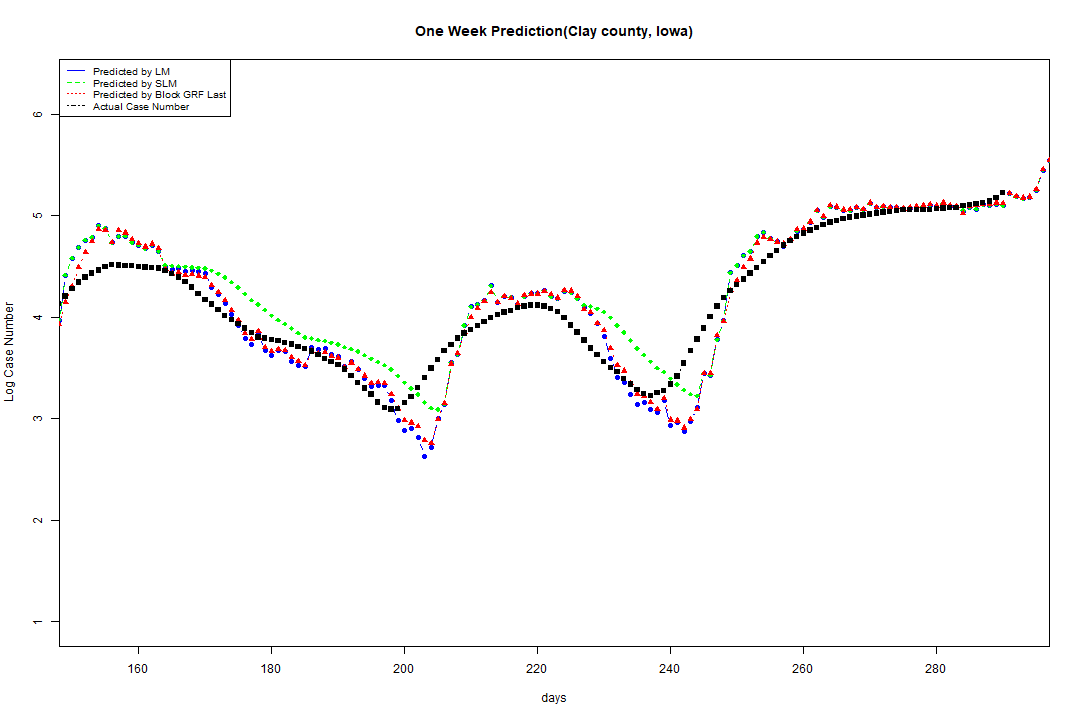 One Week Prediction(Clay county, Iowa)
Predicted by LM
Predicted by SLM
Predicted by Block GRF Last
Actual Case Number
Log Case Number
6
5
4
3
2
1
160 180 200 220 240 260 280
days